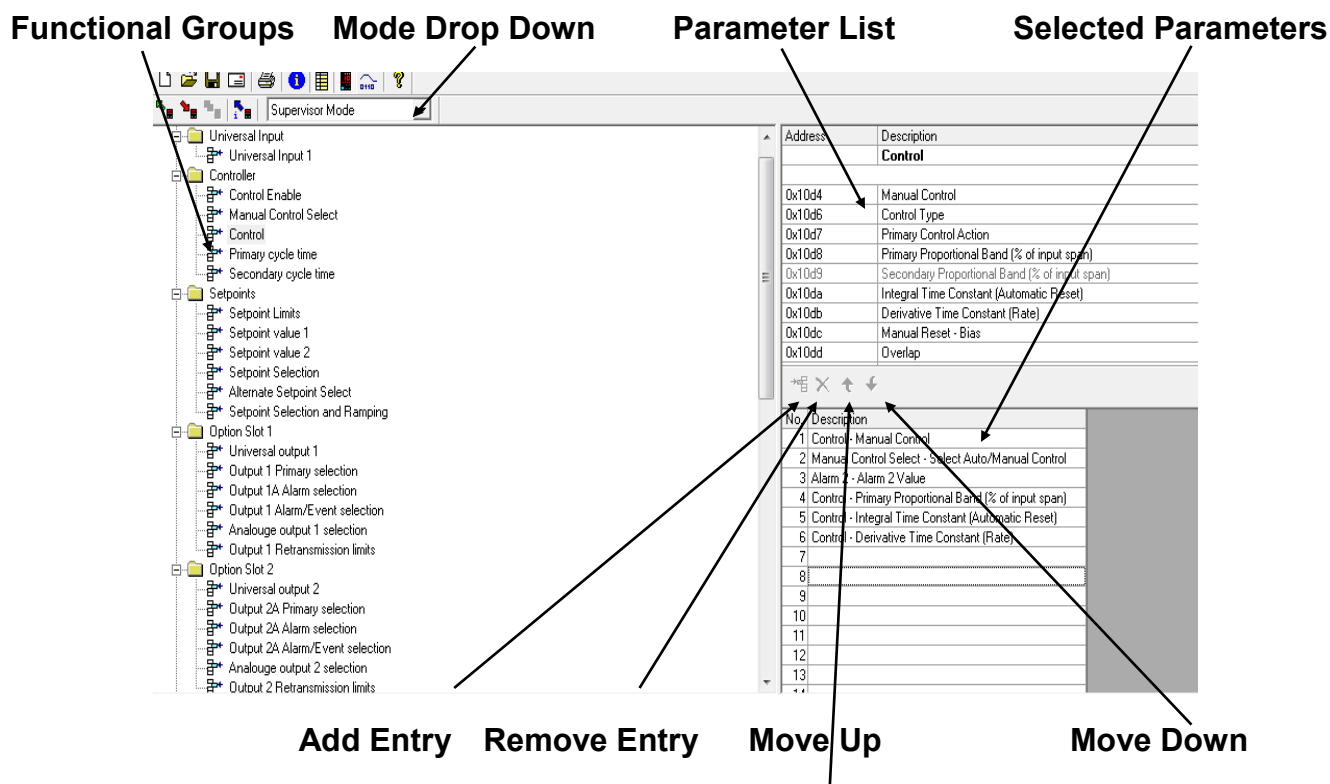 Functional Groups Mode Drop Down Parameter List Selected Parameters
Supervisor Mode
Universal Input
Universal Input 1
Controller
Control Enable
Manual Control Select
Control
Primary cycle time
Secondary cycle time
Setpoints
Setpoint Limits
Setpoint value 1
Setpoint value 2
Setpoint Selection
Alternate Setpoint Select
Setpoint Selection and Ramping
Option Slot 1
Universal output 1
Output 1 Primary selection
Output 1A Alarm selection
Output 1 Alarm/Event selection
Analouge output 1 selection
Output 1 Retransmission limits
Option Slot 2
Universal output 2
Output 2A Primary selection
Output 2A Alarm selection
Output 2A Alarm/Event selection
Analouge output 2 selection
Output 2 Retransmission limits
Address Description
Control
0x10d4 Manual Control
0x10d6 Control Type
0x10d7 Primary Control Action
0x10d8 Primary Proportional Band (% of input span)
0x10d9 Secondary Proportional Band (% of input span)
0x10da Integral Time Constant (Automatic Reset)
0x10db Derivative Time Constant (Rate)
0x10dc Manual Reset - Bias
0x10dd Overlap
No. Description
1 Control - Manual Control
2 Manual Control Select - Select Auto/Manual Control
3 Alarm 2 - Alarm 2 Value
4 Control - Primary Proportional Band (% of input span)
5 Control - Integral Time Constant (Automatic Reset)
6 Control - Derivative Time Constant (Rate)
7
8
9
10
11
12
13
Add Entry Remove Entry Move Up Move Down